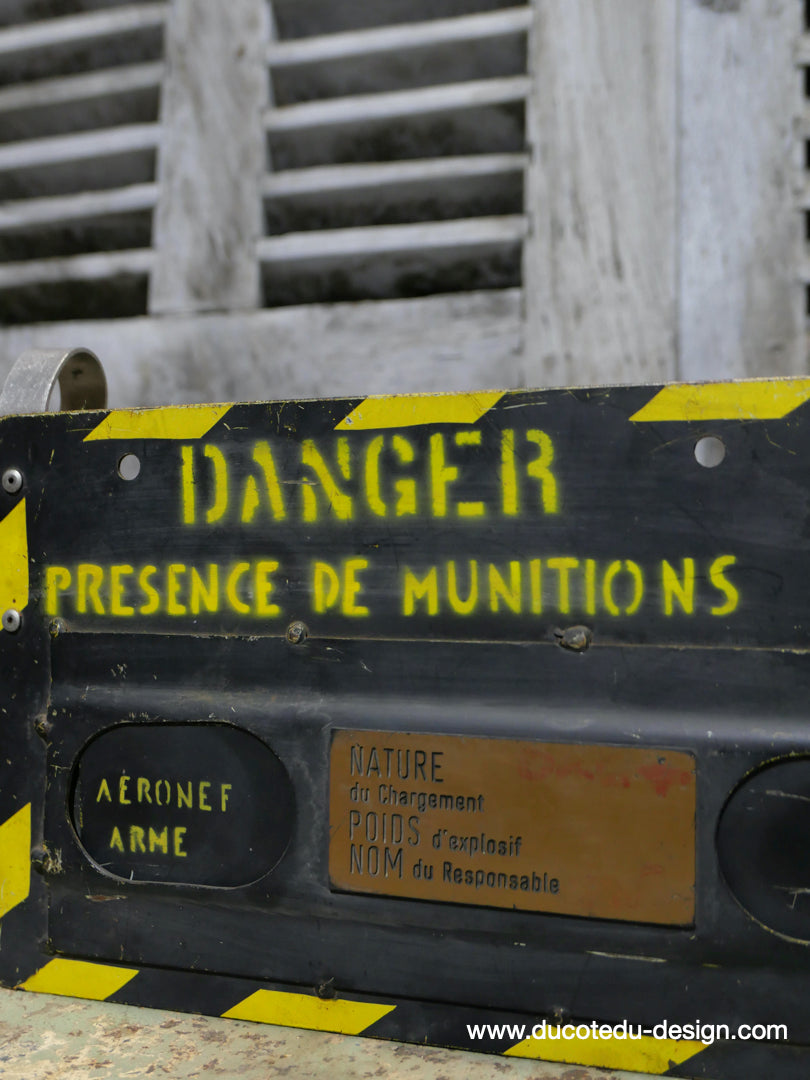 DANGER
PRESENCE DE MUNITIONS
AÉRONEF
ARME
NATURE
du Chargement
POIDS d'explosif
NOM du Responsable
www.ducotedu-design.com